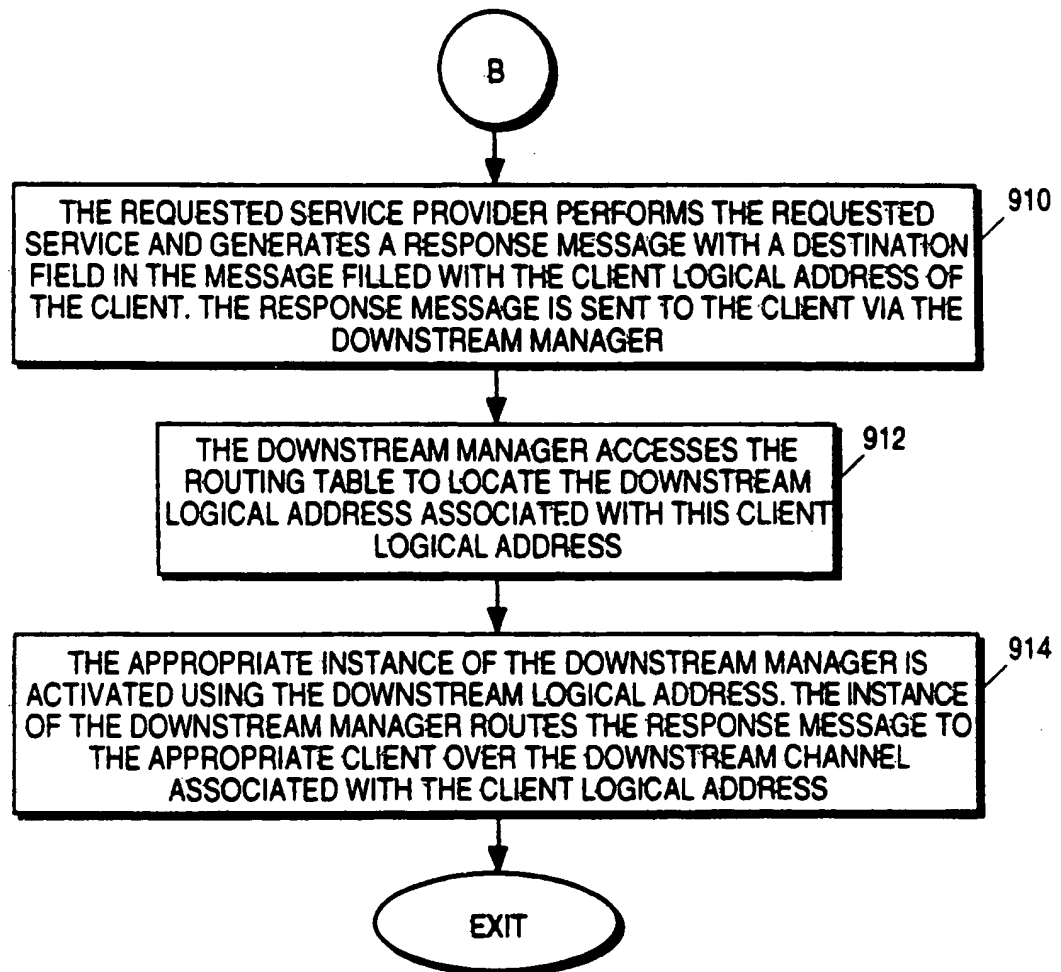 B
910
THE REQUESTED SERVICE PROVIDER PERFORMS THE REQUESTED
SERVICE AND GENERATES A RESPONSE MESSAGE WITH A DESTINATION
FIELD IN THE MESSAGE FILLED WITH THE CLIENT LOGICAL ADDRESS OF
THE CLIENT. THE RESPONSE MESSAGE IS SENT TO THE CLIENT VIA THE
DOWNSTREAM MANAGER
912
THE DOWNSTREAM MANAGER ACCESSES THE
ROUTING TABLE TO LOCATE THE DOWNSTREAM
LOGICAL ADDRESS ASSOCIATED WITH THIS CLIENT
LOGICAL ADDRESS
914
THE APPROPRIATE INSTANCE OF THE DOWNSTREAM MANAGER IS
ACTIVATED USING THE DOWNSTREAM LOGICAL ADDRESS. THE INSTANCE
OF THE DOWNSTREAM MANAGER ROUTES THE RESPONSE MESSAGE TO
THE APPROPRIATE CLIENT OVER THE DOWNSTREAM CHANNEL
ASSOCIATED WITH THE CLIENT LOGICAL ADDRESS
EXIT